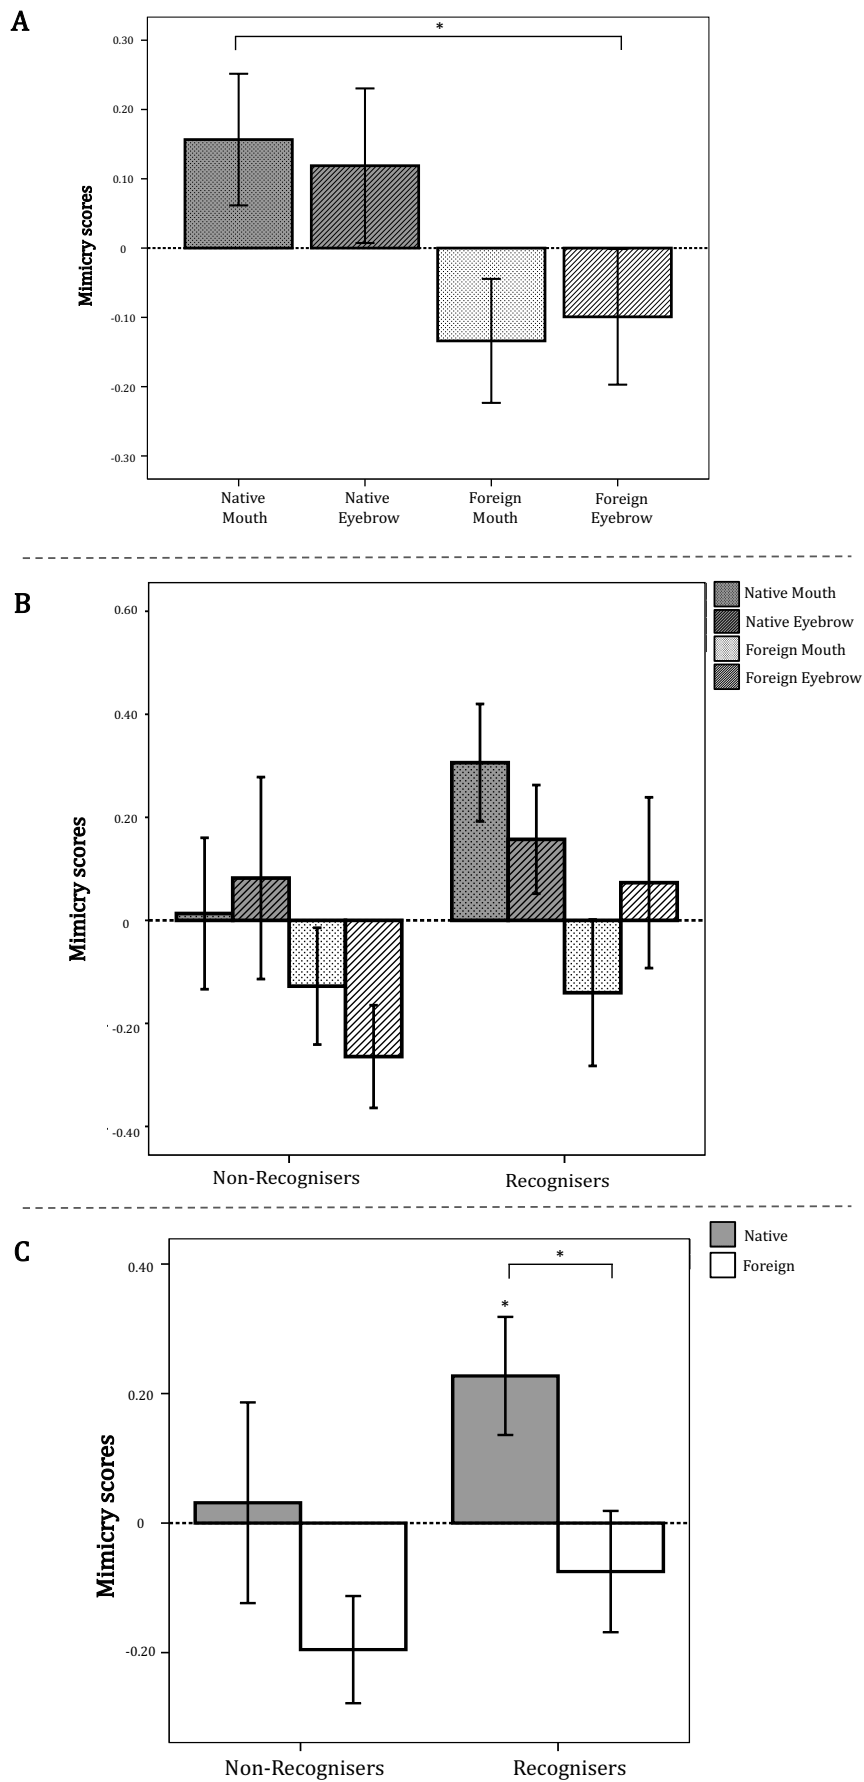 A
*
0.30
0.20
0.10
0
-0.10
-0.20
-0.30
Mimicry scores
Native
Mouth
Native
Eyebrow
Foreign
Mouth
Foreign
Eyebrow
B
0.60
0.40
0.20
0
-0.20
-0.40
Mimicry scores
Non-Recognisers
Recognisers
Native Mouth
Native Eyebrow
Foreign Mouth
Foreign Eyebrow
C
*
*
0.40
0.20
0
-0.20
Mimicry scores
Non-Recognisers
Recognisers
Native
Foreign